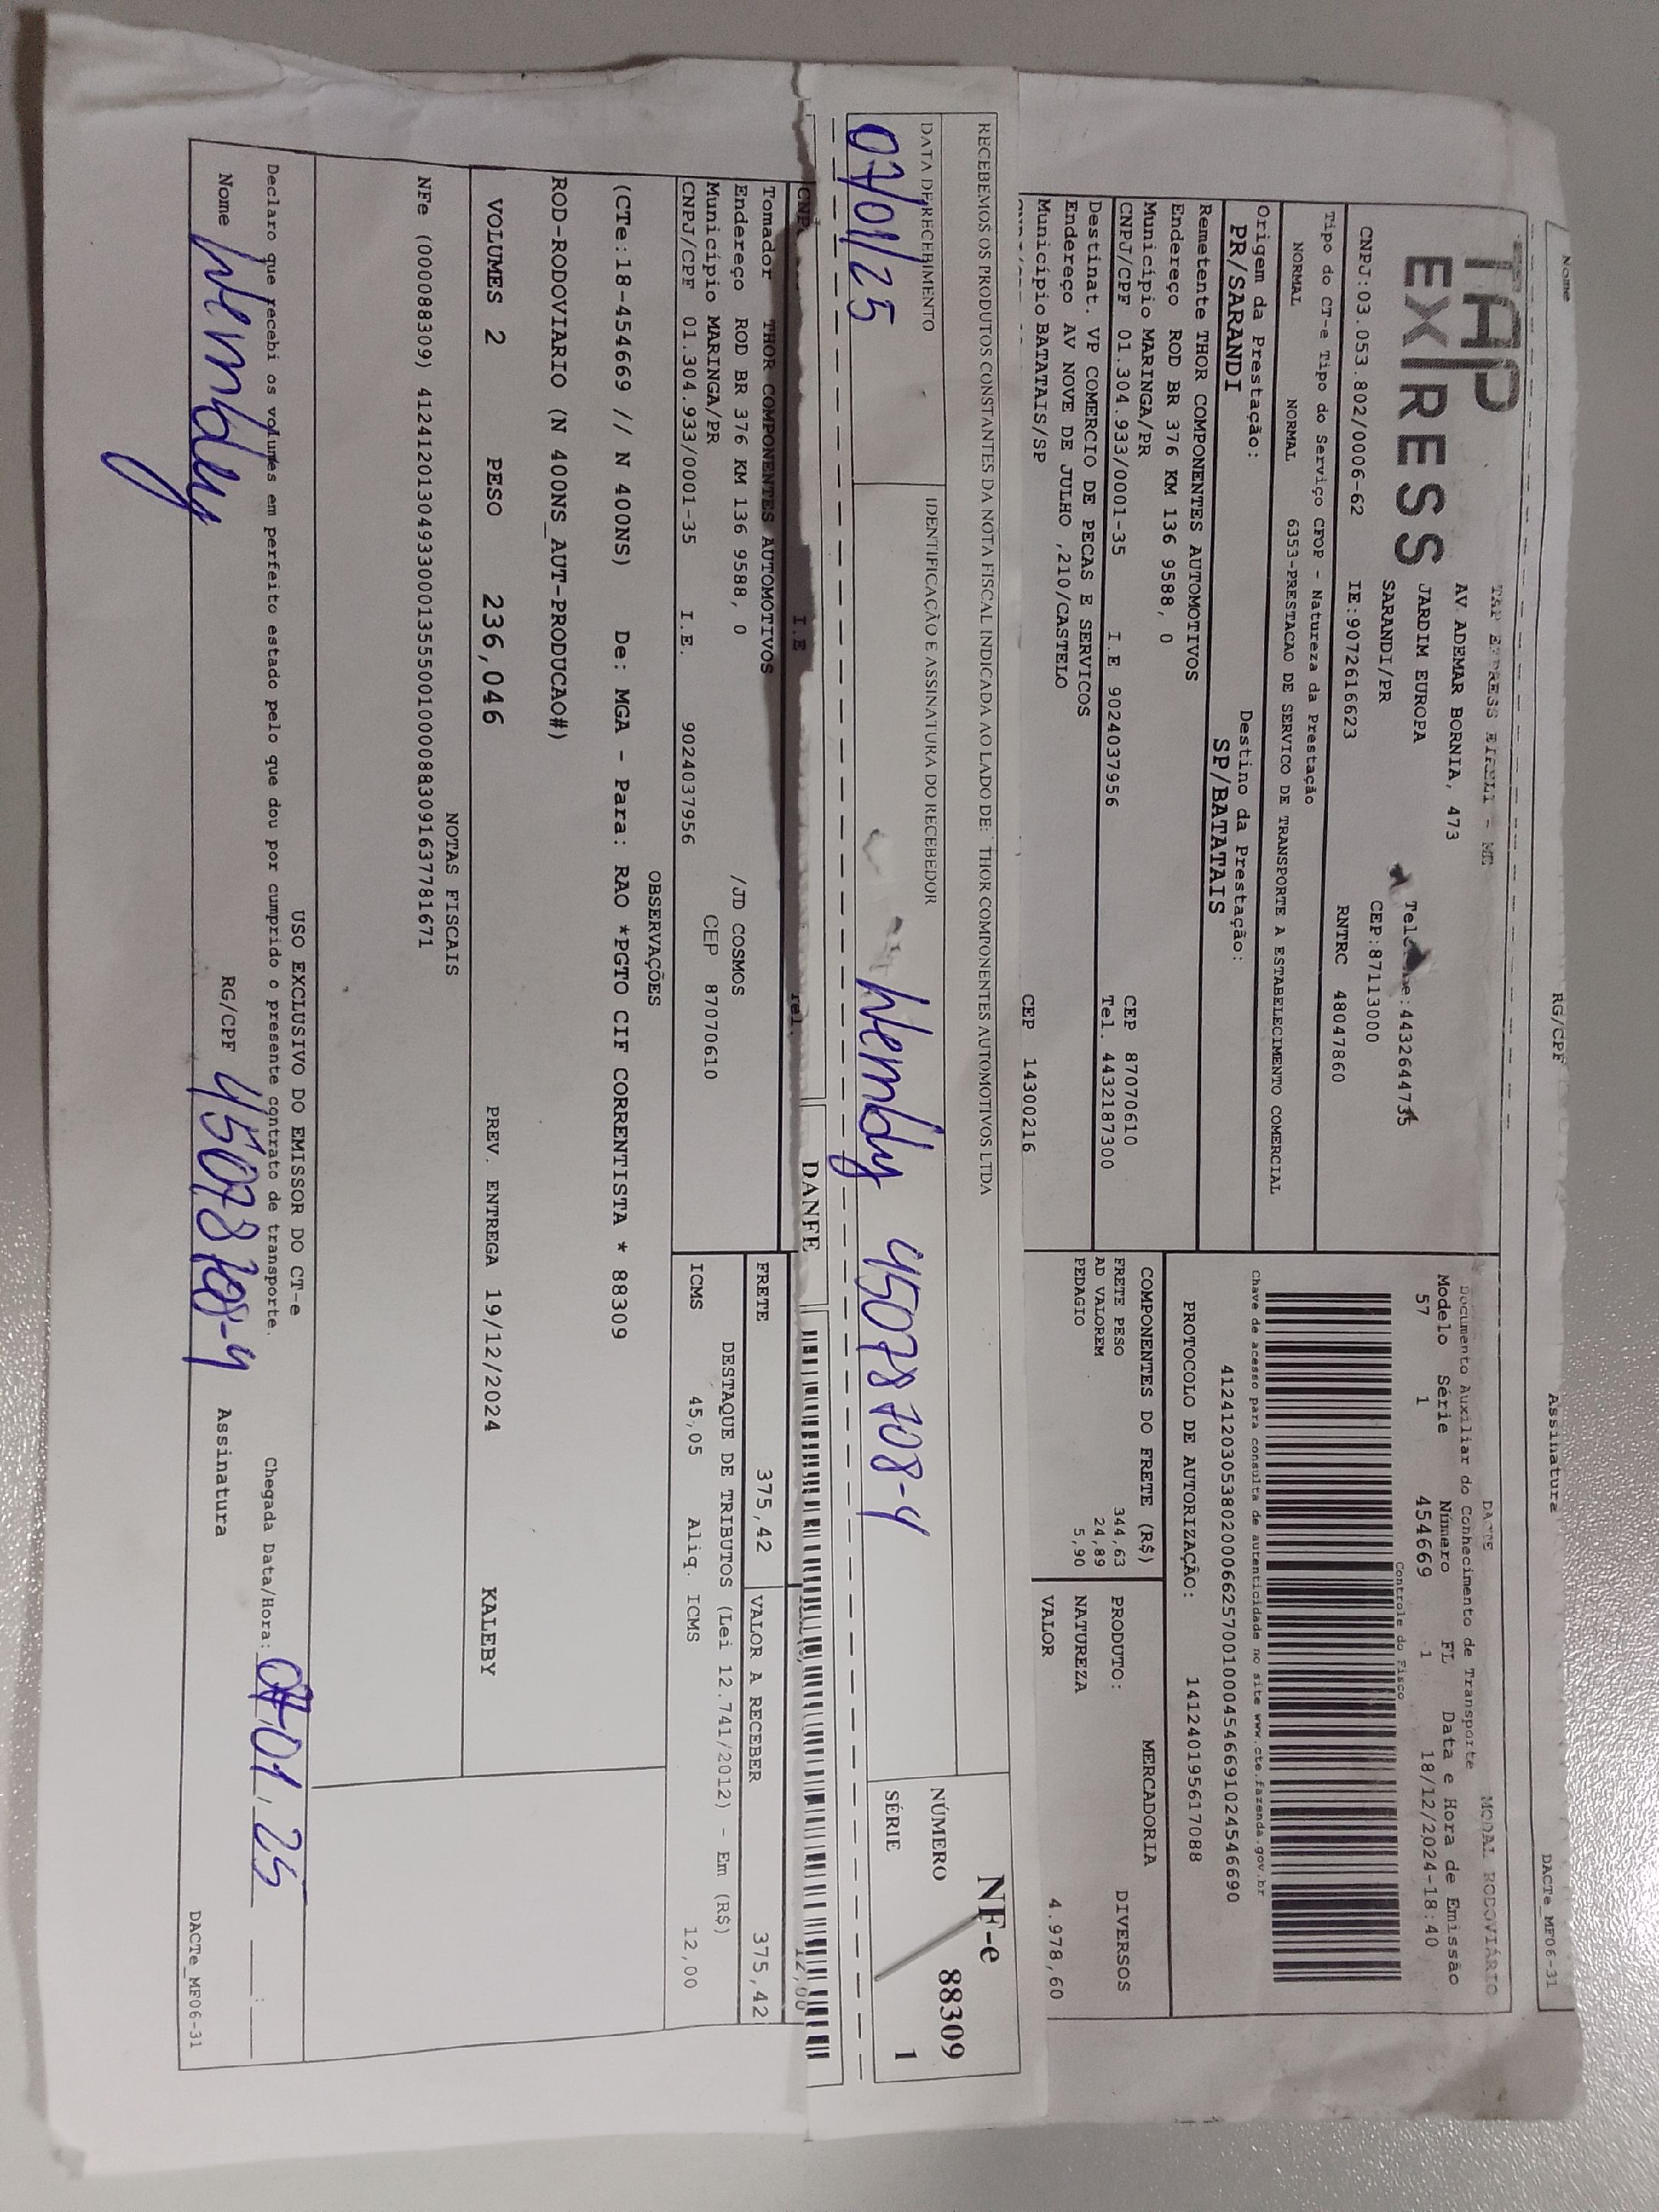 Nome RG/CPF Assinatura DACTe_MF06-31
TAP
EXPRESS
TAP EXPRESS EIRELI - ME
AV ADEMAR BORNIA, 473
JARDIM EUROPA
SARANDI/PR
CEP:87113000
CNPJ:03.053.802/0006-62 IE:9072616623 RNTRC 48047860
DACTE MODAL RODOVIÁRIO
Documento Auxiliar do Conhecimento de Transporte
Modelo Série Número FL Data e Hora de Emissão
57 1 454669 1 18/12/2024-18:40
Controle do Fisco
Tipo do CT-e Tipo do Serviço CFOP - Natureza da Prestação
NORMAL NORMAL 6353-PRESTACAO DE SERVICO DE TRANSPORTE A ESTABELECIMENTO COMERCIAL
Chave de acesso para consulta de autenticidade no site www.cte.fazenda.gov.br
41241203053802000662570010004546691024546690
Origem da Prestação: Destino da Prestação:
PR/SARANDI SP/BATATAIS
PROTOCOLO DE AUTORIZAÇÃO: 141240195617088
Remetente THOR COMPONENTES AUTOMOTIVOS
Endereço ROD BR 376 KM 136 9588, 0
Município MARINGA/PR CEP 87070610
CNPJ/CPF 01.304.933/0001-35 I.E 9024037956 Tel. 4432187300
COMPONENTES DO FRETE (R$) MERCADORIA
FRETE PESO 344,63 PRODUTO: DIVERSOS
AD VALOREM 24,89
PEDAGIO 5,90 NATUREZA
VALOR 4.978,60
Destinat. VP COMERCIO DE PECAS E SERVICOS
Endereço AV NOVE DE JULHO ,210/CASTELO
Município BATATAIS/SP CEP 14300216
RECEBEMOS OS PRODUTOS CONSTANTES DA NOTA FISCAL INDICADA AO LADO DE: THOR COMPONENTES AUTOMOTIVOS LTDA
DATA DE RECEBIMENTO IDENTIFICAÇÃO E ASSINATURA DO RECEBEDOR
07/01/25 Wembly 45078708-4
NF-e
NÚMERO 88309
SÉRIE 1
DANFE
I.E Tel.
12,00
Tomador THOR COMPONENTES AUTOMOTIVOS
Endereço ROD BR 376 KM 136 9588, 0 /JD COSMOS
Município MARINGA/PR CEP 87070610
CNPJ/CPF 01.304.933/0001-35 I.E. 9024037956
FRETE 375,42 VALOR A RECEBER 375,42
DESTAQUE DE TRIBUTOS (Lei 12.741/2012) - Em (R$)
ICMS 45,05 Aliq. ICMS 12,00
OBSERVAÇÕES
(CTe:18-454669 // N 400NS) De: MGA - Para: RAO *PGTO CIF CORRENTISTA * 88309
ROD-RODOVIARIO (N 400NS_AUT-PRODUCAO#)
VOLUMES 2 PESO 236,046 PREV. ENTREGA 19/12/2024 KALEBY
NOTAS FISCAIS
NFe (000088309) 41241201304933000135550010000883091637781671
USO EXCLUSIVO DO EMISSOR DO CT-e
Declaro que recebi os volumes em perfeito estado pelo que dou por cumprido o presente contrato de transporte. Chegada Data/Hora: 07/01/25
Nome Wembly RG/CPF 45078708-4 Assinatura
DACTe_MF06-31